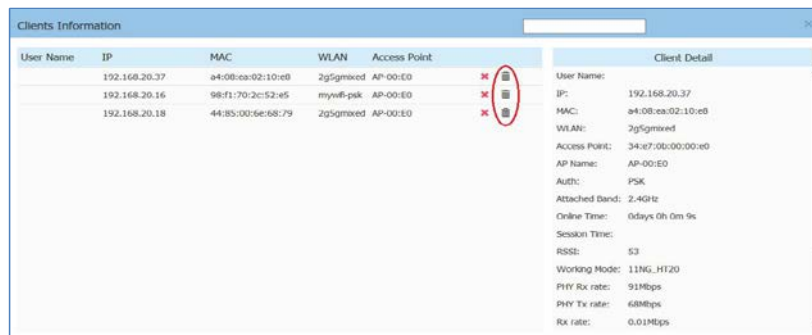 Clients Information
User Name IP MAC WLAN Access Point
192.168.20.37 a4:08:ea:02:10:e8 2g5gmixed AP-00:E0
192.168.20.16 98:f1:70:2c:52:e5 mywifi-psk AP-00:E0
192.168.20.18 44:85:00:6e:68:79 2g5gmixed AP-00:E0
Client Detail
User Name:
IP: 192.168.20.37
MAC: a4:08:ea:02:10:e8
WLAN: 2g5gmixed
Access Point: 34:e7:0b:00:00:e0
AP Name: AP-00:E0
Auth: PSK
Attached Band: 2.4GHz
Online Time: 0days 0h 0m 9s
Session Time:
RSSI: 53
Working Mode: 11NG_HT20
PHY Rx rate: 91Mbps
PHY Tx rate: 68Mbps
Rx rate: 0.01Mbps